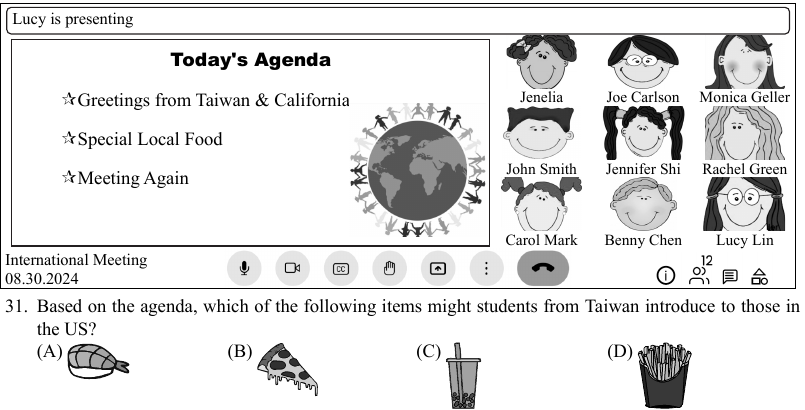 Lucy is presenting
Today's Agenda
☆Greetings from Taiwan & California
☆Special Local Food
☆Meeting Again
Jenelia Joe Carlson Monica Geller
John Smith Jennifer Shi Rachel Green
Carol Mark Benny Chen Lucy Lin
International Meeting
08.30.2024
CC
12
31. Based on the agenda, which of the following items might students from Taiwan introduce to those in
the US?
(A) (B) (C) (D)